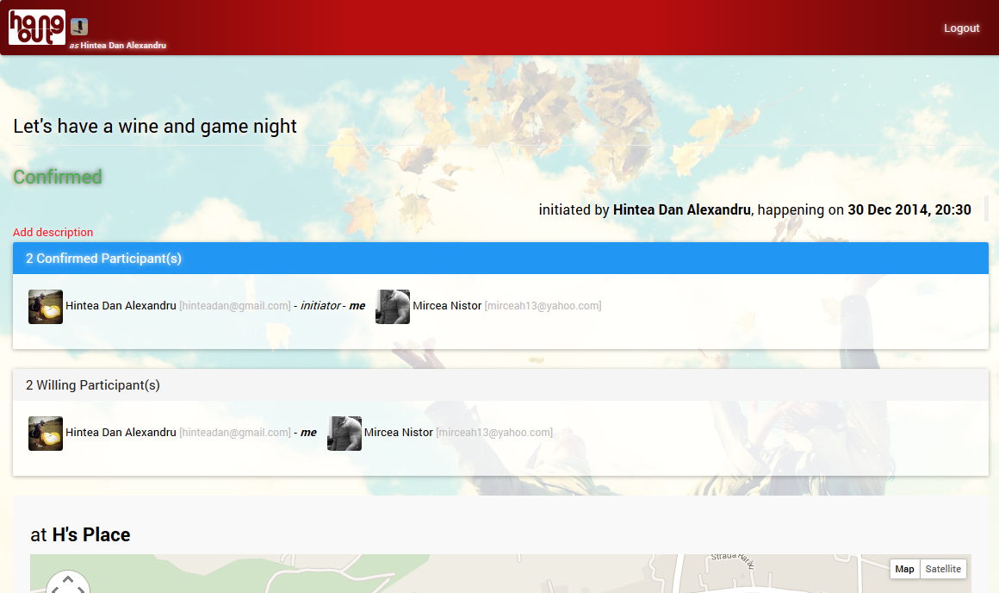 hang
out
as Hintea Dan Alexandru
Logout
Let's have a wine and game night
Confirmed
initiated by Hintea Dan Alexandru, happening on 30 Dec 2014, 20:30
Add description
2 Confirmed Participant(s)
Hintea Dan Alexandru [hinteadan@gmail.com] - initiator - me Mircea Nistor [mirceah13@yahoo.com]
2 Willing Participant(s)
Hintea Dan Alexandru [hinteadan@gmail.com] - me Mircea Nistor [mirceah13@yahoo.com]
at H's Place
Strada
Map Satellite